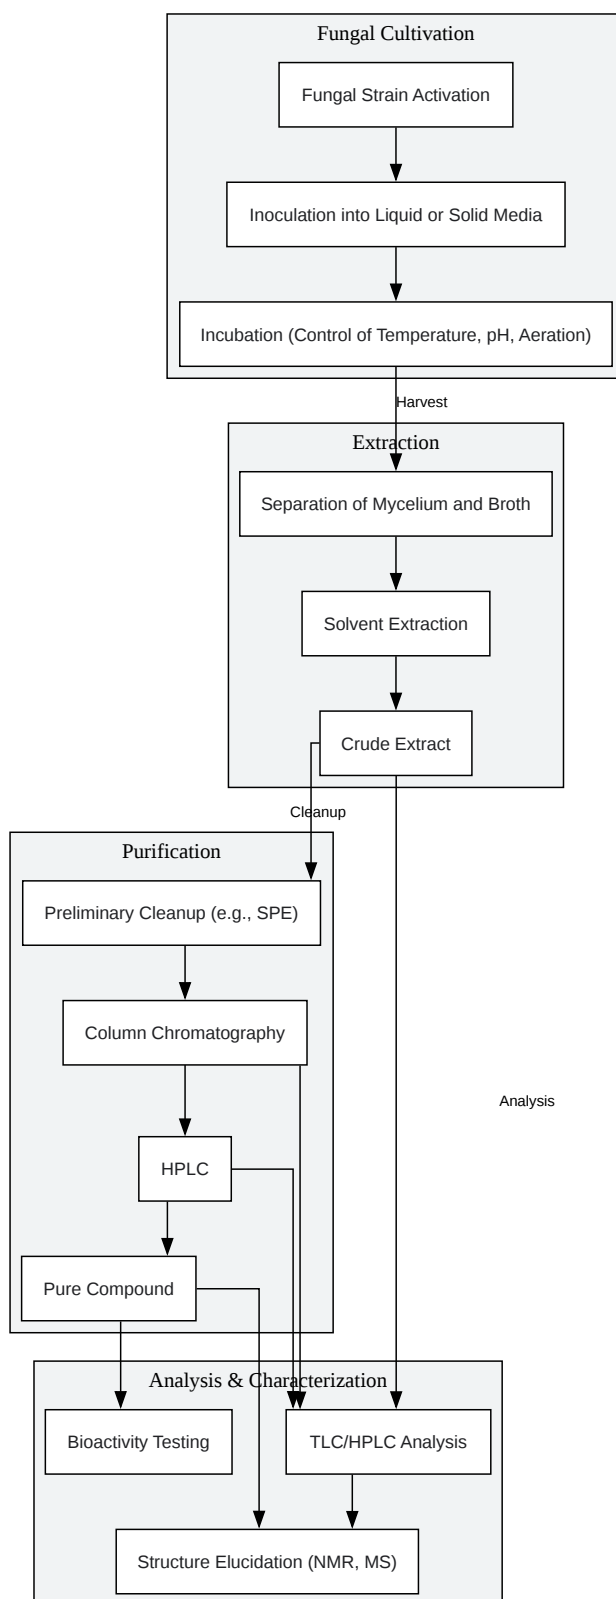 Fungal Cultivation
Fungal Strain Activation
Inoculation into Liquid or Solid Media
Incubation (Control of Temperature, pH, Aeration)
Harvest
Extraction
Separation of Mycelium and Broth
Solvent Extraction
Crude Extract
Cleanup
Purification
Preliminary Cleanup (e.g., SPE)
Column Chromatography
Analysis
HPLC
Pure Compound
Analysis & Characterization
Bioactivity Testing
TLC/HPLC Analysis
Structure Elucidation (NMR, MS)